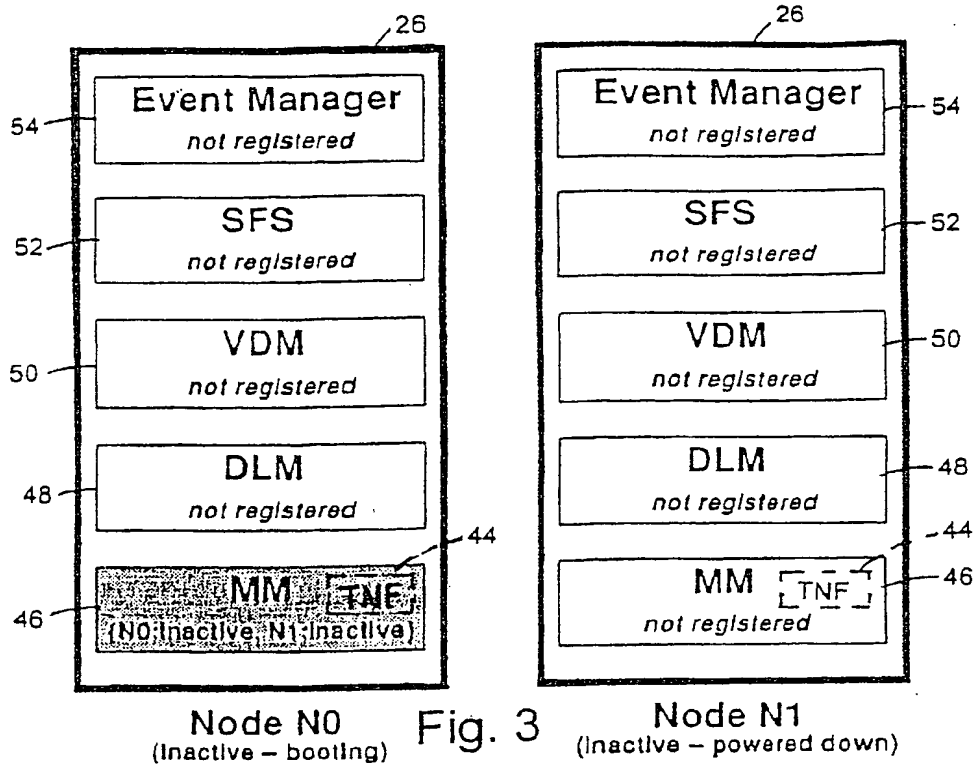 26
Event Manager
not registered
54
SFS
not registered
52
VDM
not registered
50
DLM
not registered
48
44
MM
TNF
(N0;Inactive, N1;Inactive)
46
Node N0
(Inactive – booting)
26
Event Manager
not registered
54
SFS
not registered
52
VDM
not registered
50
DLM
not registered
48
44
MM
TNF
not registered
46
Node N1
(Inactive – powered down)
Fig. 3